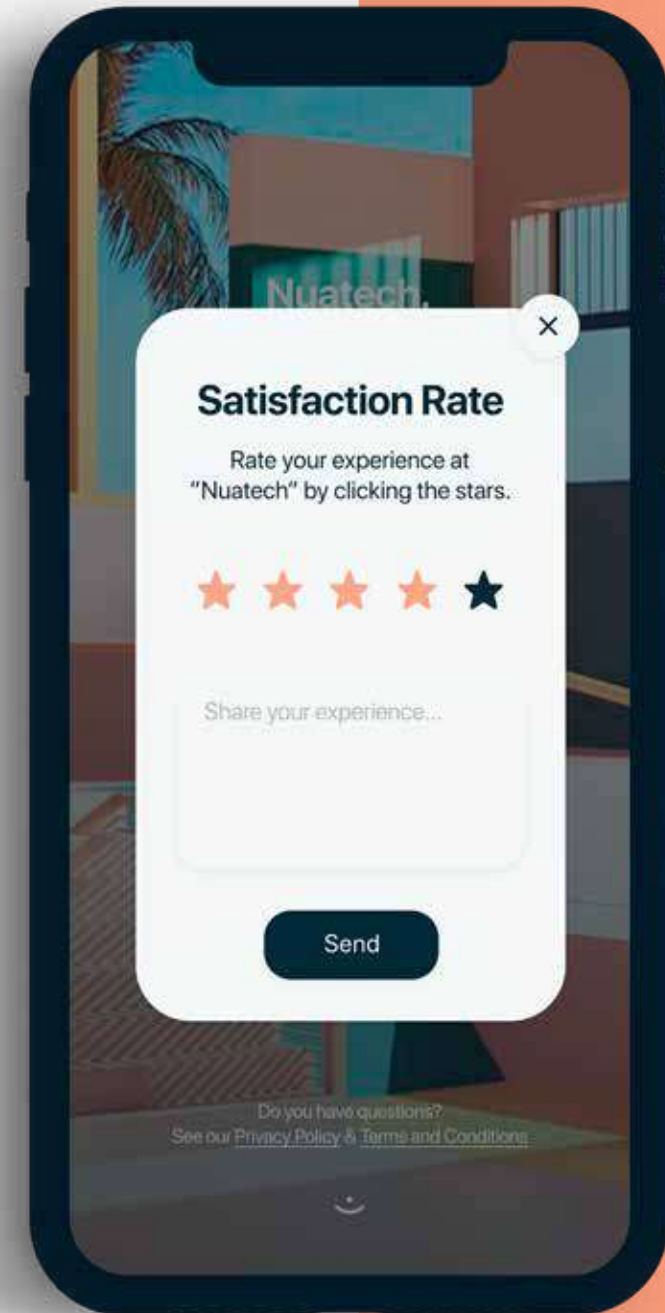 Nuatech.
Satisfaction Rate
Rate your experience at
"Nuatech" by clicking the stars.
Share your experience...
Send
Do you have questions?
See our Privacy Policy & Terms and Conditions